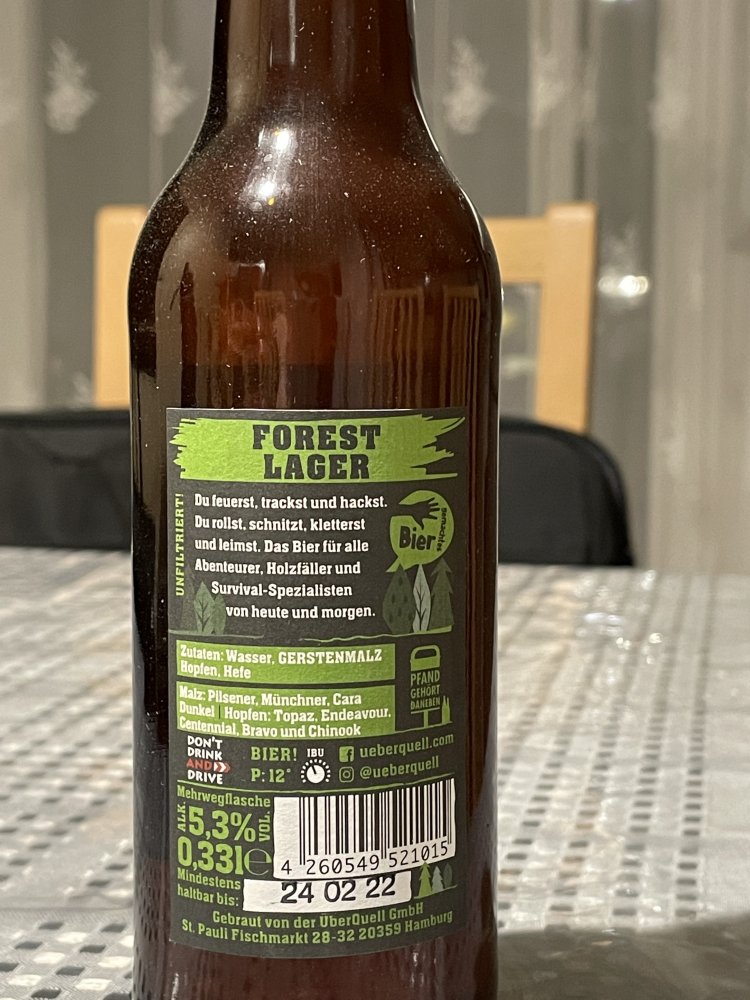 FOREST
LAGER
UNFILTRIERT!
Du feuerst, trackst und hackst.
Du rollst, schnitzt, kletterst
und leimst. Das Bier für alle
Abenteurer, Holzfäller und
Survival-Spezialisten
von heute und morgen.
gemachtes
Bier
Zutaten: Wasser, GERSTENMALZ
Hopfen, Hefe
Malz: Pilsener, Münchner, Cara
Dunkel | Hopfen: Topaz, Endeavour,
Centennial, Bravo und Chinook
PFAND
GEHÖRT
DANEBEN
DON'T
DRINK
AND
DRIVE
BIER! IBU
P: 12°
ueberquell.com
@ueberquell
Mehrwegflasche
ALK. 5,3% VOL.
0,33l e
4 260549 521015
Mindestens
haltbar bis:
24 02 22
Gebraut von der ÜberQuell GmbH
St. Pauli Fischmarkt 28-32 20359 Hamburg